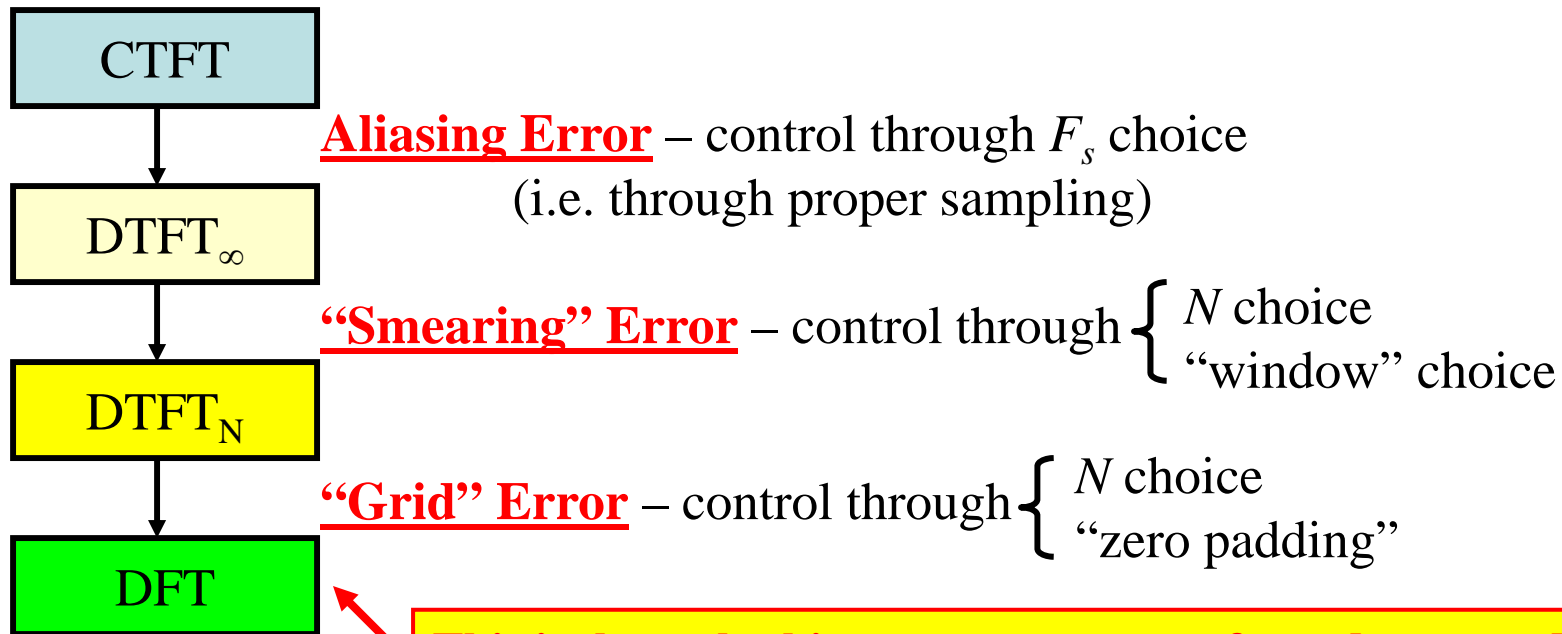 CTFT
Aliasing Error – control through Fs choice
(i.e. through proper sampling)
DTFT∞
“Smearing” Error – control through { N choice
“window” choice
DTFTN
“Grid” Error – control through { N choice
“zero padding”
DFT